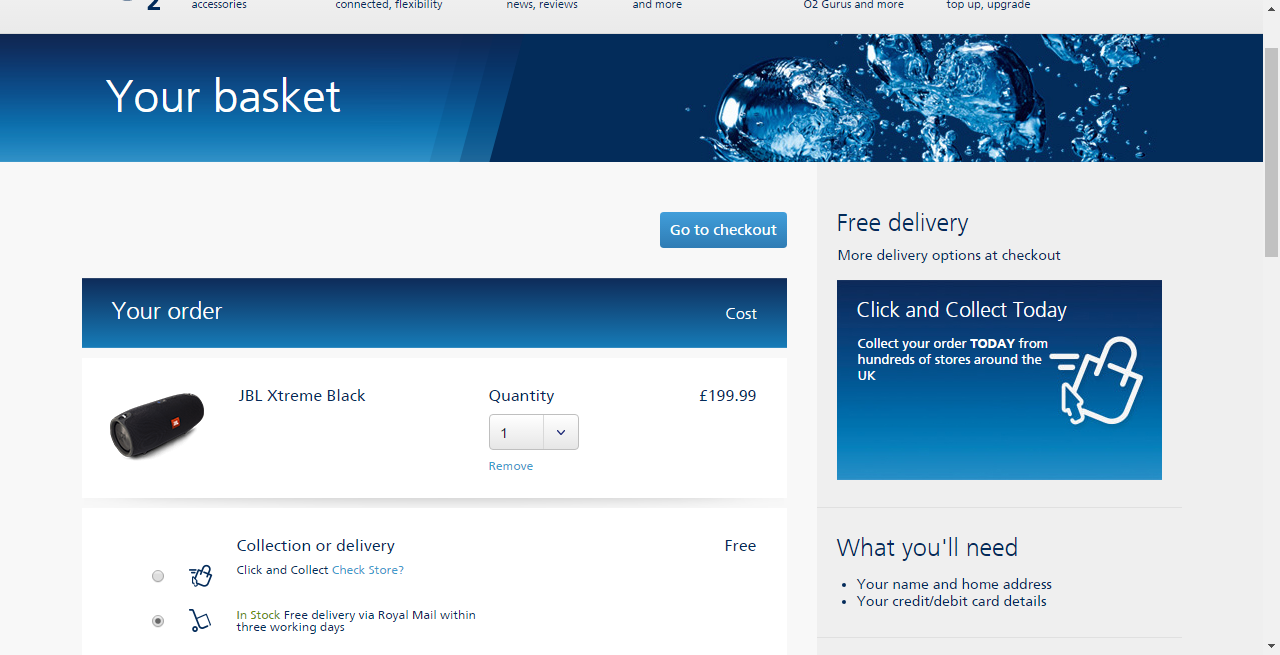 2
accessories
connected, flexibility
news, reviews
and more
O2 Gurus and more
top up, upgrade
Your basket
Go to checkout
Your order
Cost
JBL Xtreme Black
Quantity
£199.99
1
Remove
Collection or delivery
Free
Click and Collect Check Store?
In Stock Free delivery via Royal Mail within
three working days
Free delivery
More delivery options at checkout
Click and Collect Today
Collect your order TODAY from
hundreds of stores around the
UK
What you'll need
• Your name and home address
• Your credit/debit card details